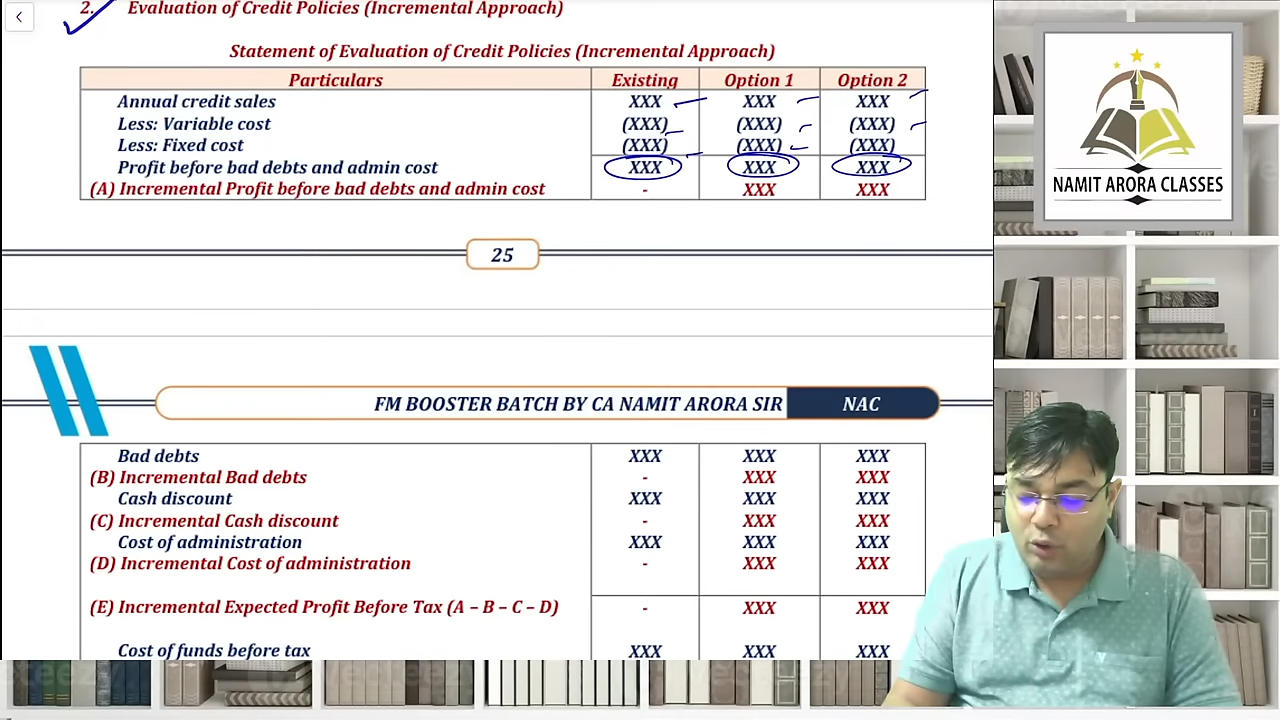 2. Evaluation of Credit Policies (Incremental Approach)
Statement of Evaluation of Credit Policies (Incremental Approach)
Particulars Existing Option 1 Option 2
Annual credit sales XXX XXX XXX
Less: Variable cost (XXX) (XXX) (XXX)
Less: Fixed cost (XXX) (XXX) (XXX)
Profit before bad debts and admin cost XXX XXX XXX
(A) Incremental Profit before bad debts and admin cost - XXX XXX
25
FM BOOSTER BATCH BY CA NAMIT ARORA SIR NAC
Bad debts XXX XXX XXX
(B) Incremental Bad debts - XXX XXX
Cash discount XXX XXX XXX
(C) Incremental Cash discount - XXX XXX
Cost of administration XXX XXX XXX
(D) Incremental Cost of administration - XXX XXX
(E) Incremental Expected Profit Before Tax (A – B – C – D) - XXX XXX
Cost of funds before tax XXX XXX XXX
NAMIT ARORA CLASSES